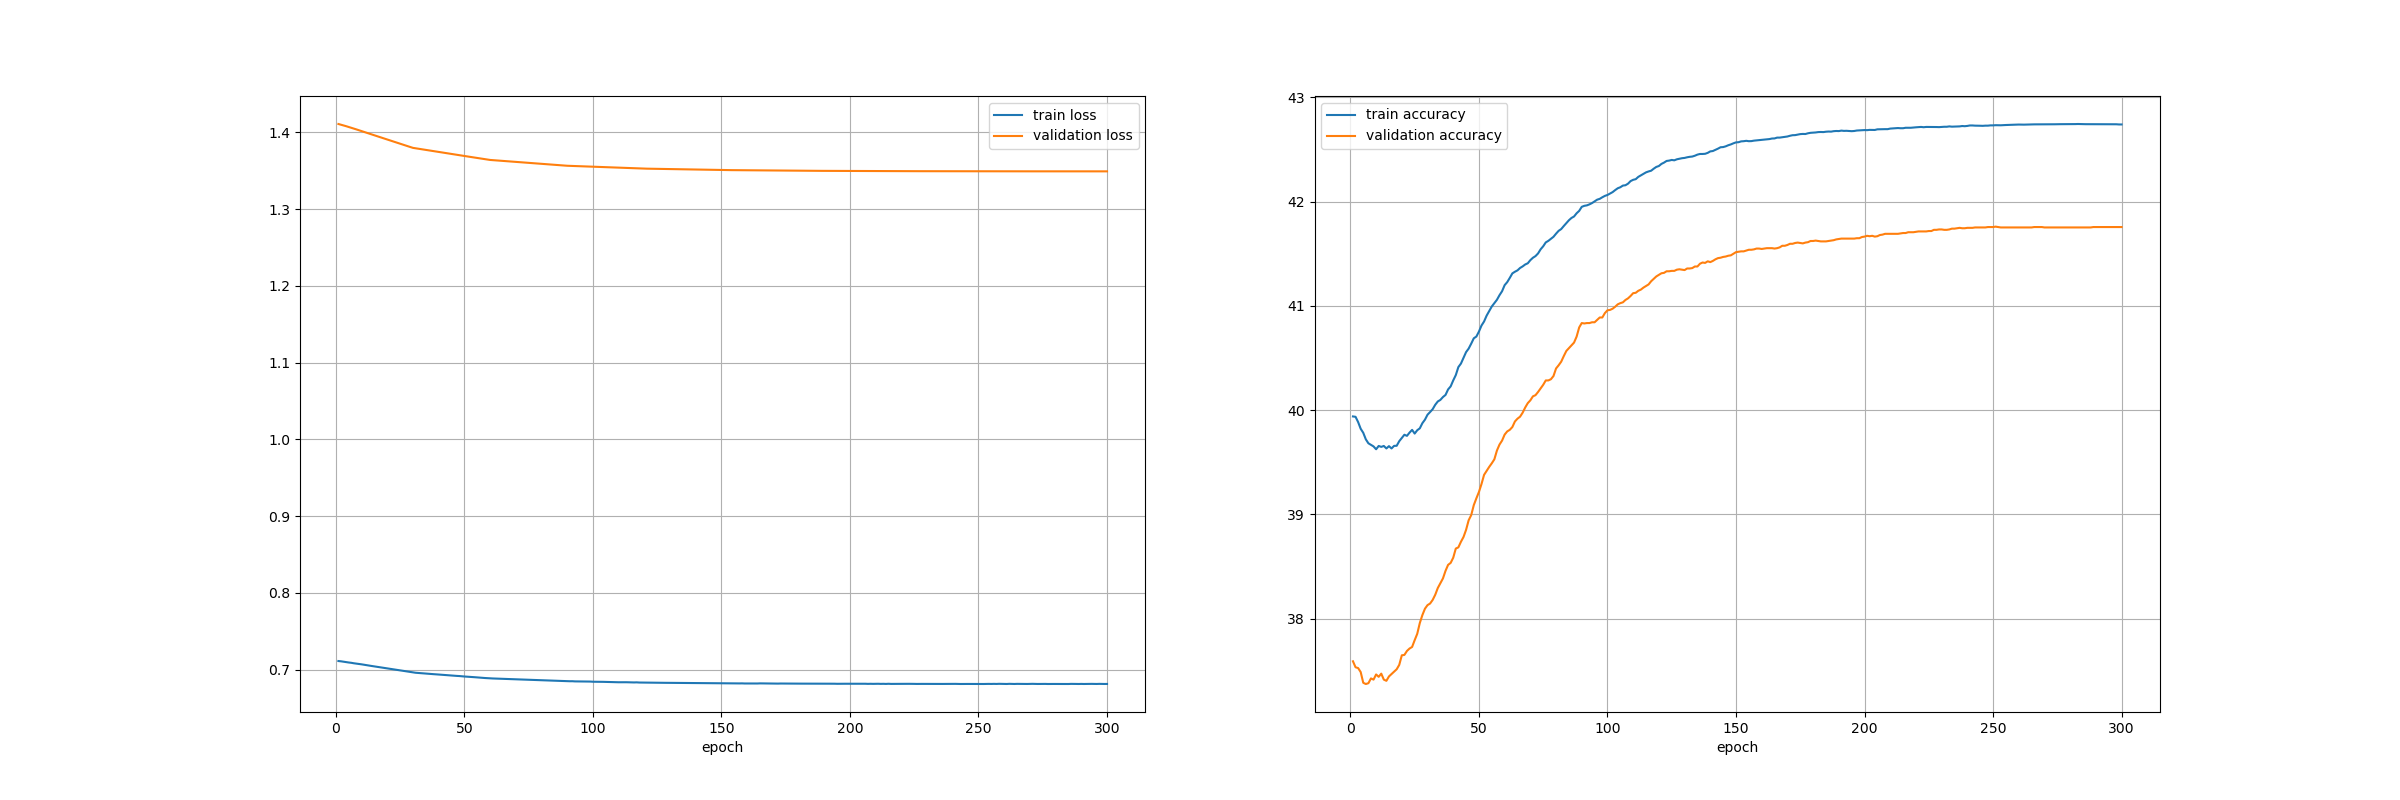 train loss
validation loss
1.4
1.3
1.2
1.1
1.0
0.9
0.8
0.7
0 50 100 150 200 250 300
epoch
train accuracy
validation accuracy
43
42
41
40
39
38
0 50 100 150 200 250 300
epoch